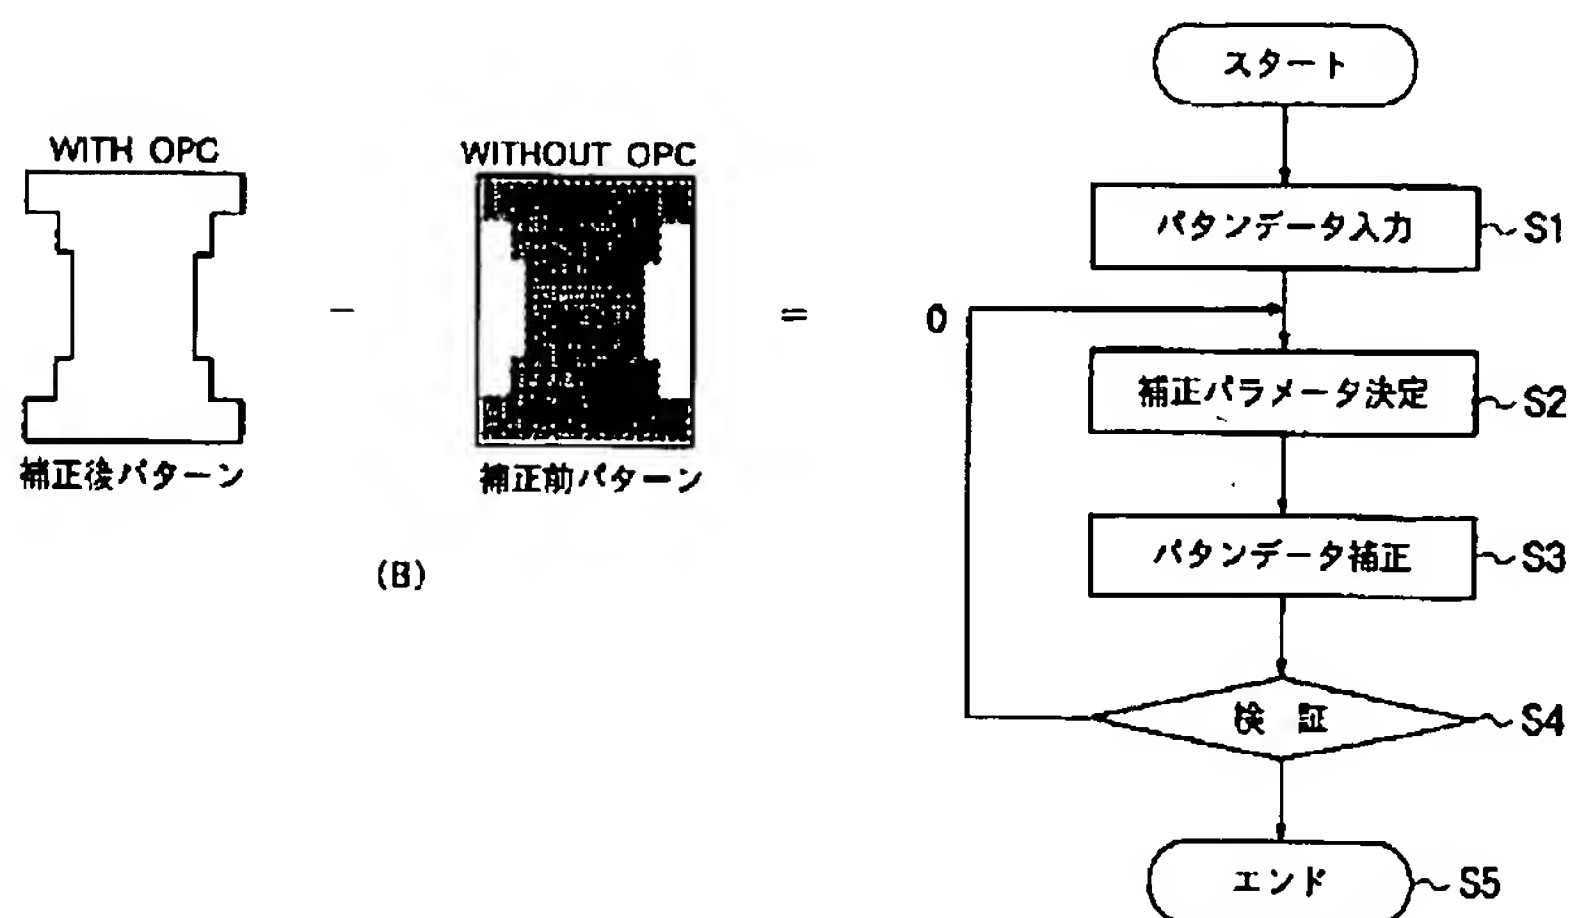 WITH OPC
補正後パターン
−
WITHOUT OPC
補正前パターン
=
0
(B)
スタート
パタンデータ入力
S1
補正パラメータ決定
S2
パタンデータ補正
S3
検 証
S4
エンド
S5